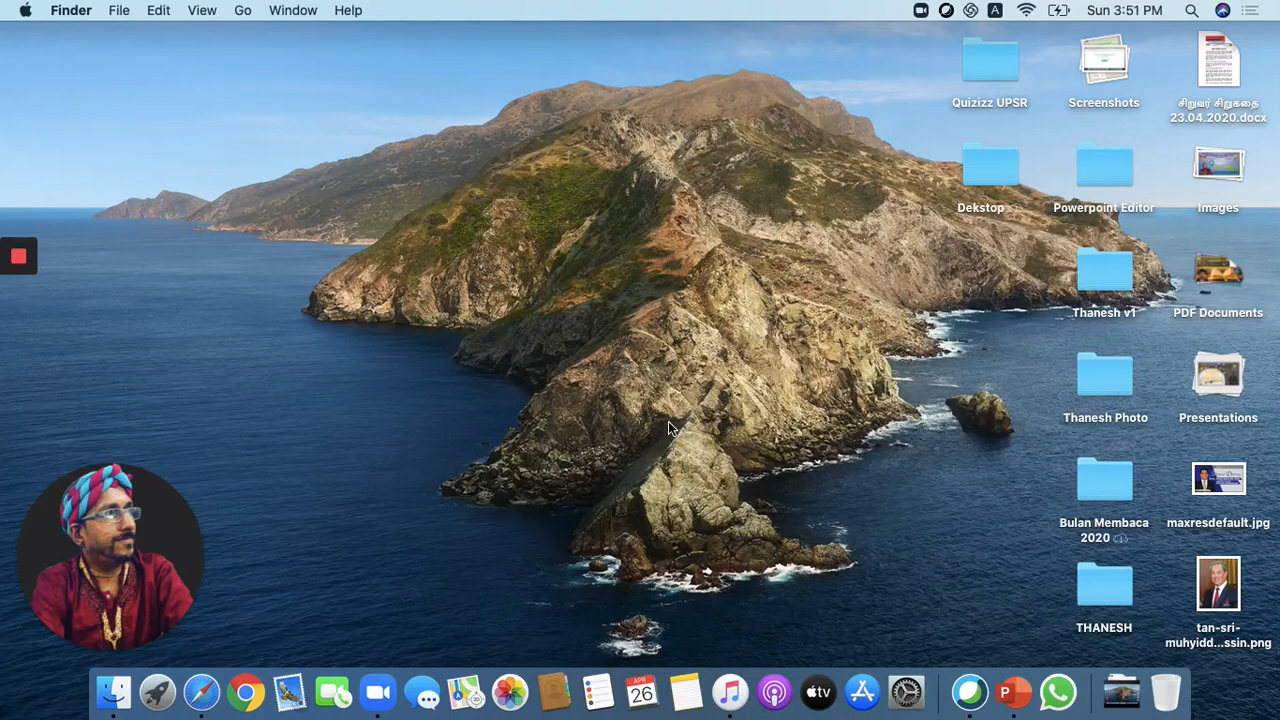 Finder File Edit View Go Window Help
A
Sun 3:51 PM
Quizizz UPSR
Screenshots
சிறுவர் சிறுகதை
23.04.2020.docx
Dekstop
Powerpoint Editor
Images
Thanesh v1
PDF Documents
Thanesh Photo
Presentations
Bulan Membaca
2020
maxresdefault.jpg
THANESH
tan-sri-
muhyidd...ssin.png
APR
26
tv
P